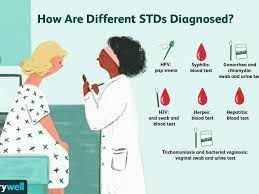 How Are Different STDs Diagnosed?
HPV:
pap smear
Syphilis:
blood test
Gonorrhea and
chlamydia:
swab and
urine test
HIV:
oral swab and
blood test
Herpes:
blood test
Hepatitis:
blood test
Trichomoniasis and bacterial vaginosis:
vaginal swab and urine test
rywell